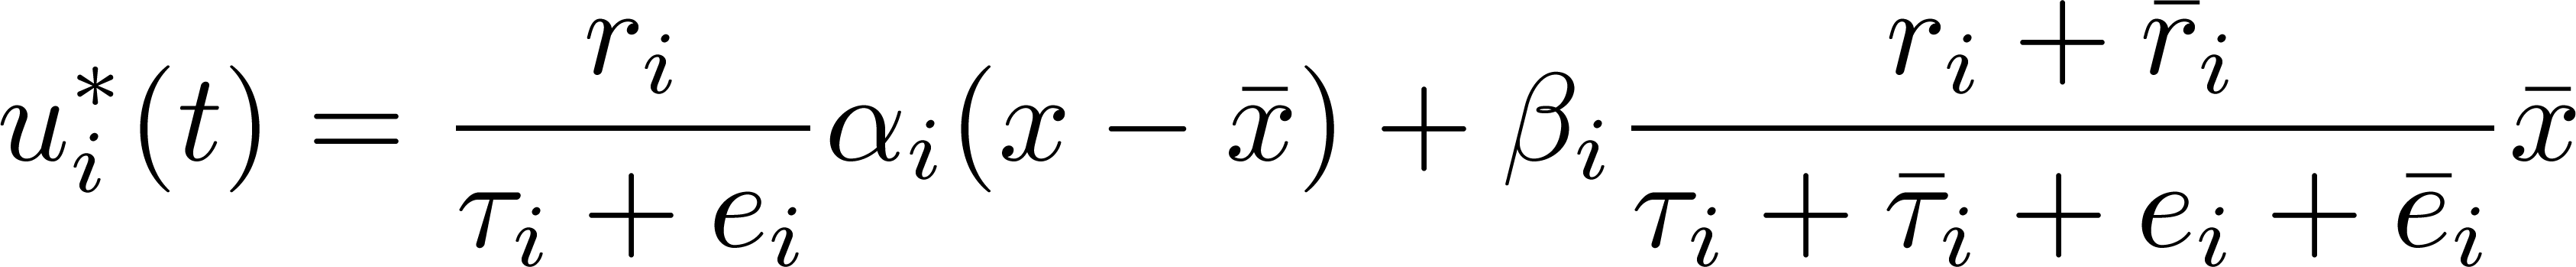 u_i^*(t) = \frac{r_i}{\tau_i + e_i} \alpha_i (x - \bar{x}) + \beta_i \frac{r_i + \bar{r}_i}{\tau_i + \bar{\tau}_i + e_i + \bar{e}_i} \bar{x}